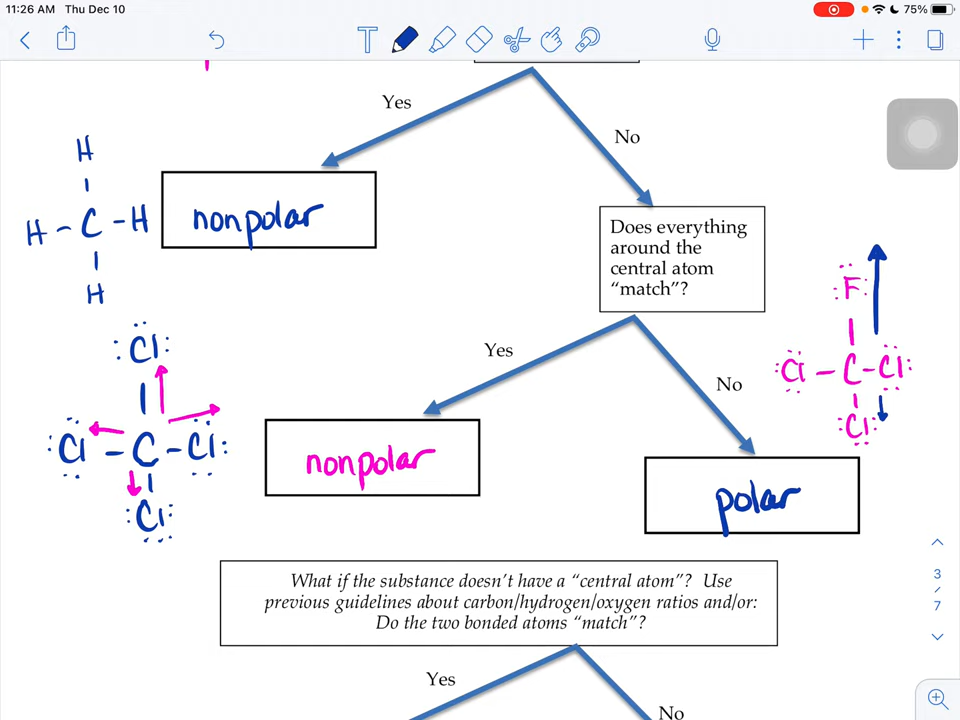 11:26 AM Thu Dec 10
75%
T
Yes
No
H
H - C - H
H
nonpolar
Does everything
around the
central atom
“match”?
F
Cl - C - Cl
Cl
Yes
No
Cl
Cl - C - Cl
Cl
nonpolar
polar
3
/
7
What if the substance doesn’t have a “central atom”? Use
previous guidelines about carbon/hydrogen/oxygen ratios and/or:
Do the two bonded atoms “match”?
Yes
No